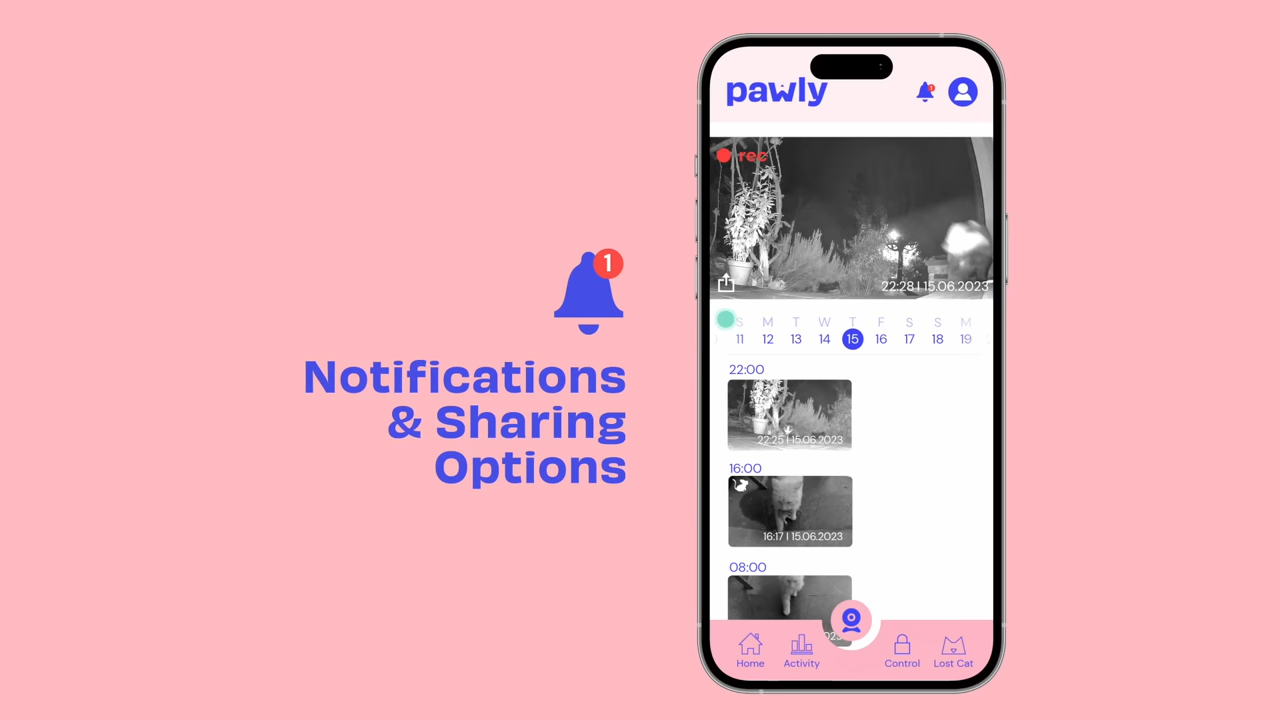 1
Notifications
& Sharing
Options
pawly
1
rec
22:28 | 15.06.2023
S M T W T F S S M
11 12 13 14 15 16 17 18 19
22:00
22:25 | 15.06.2023
16:00
16:17 | 15.06.2023
08:00
Home Activity Control Lost Cat